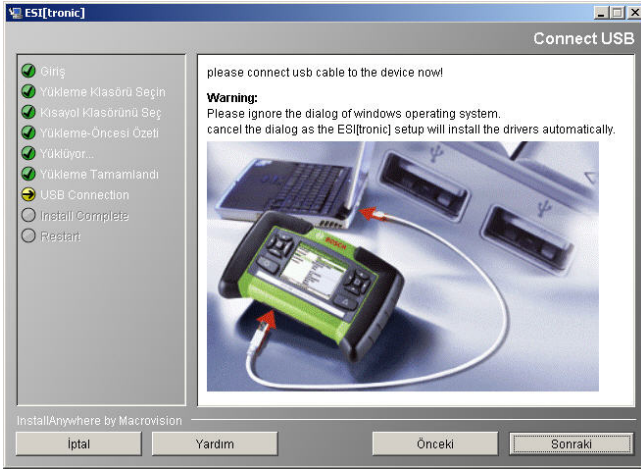 ESI[tronic]
Connect USB
Giriş
Yükleme Klasörü Seçin
Kısayol Klasörünü Seç
Yükleme-Öncesi Özeti
Yüklüyor...
Yükleme Tamamlandı
USB Connection
Install Complete
Restart
please connect usb cable to the device now!
Warning:
Please ignore the dialog of windows operating system.
cancel the dialog as the ESI[tronic] setup will install the drivers automatically.
BOSCH
InstallAnywhere by Macrovision
İptal
Yardım
Önceki
Sonraki